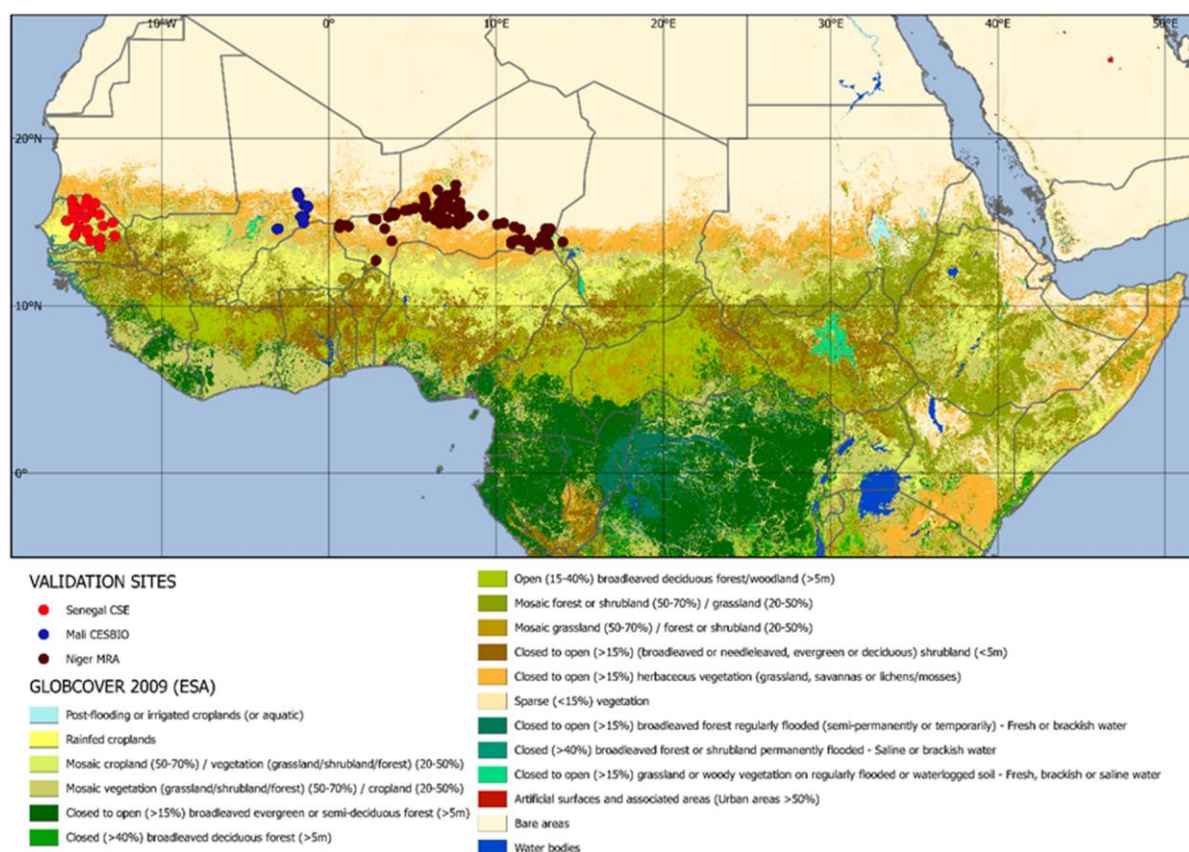 10°W 0° 10°E 20°E 30°E 40°E 50°E
20°N
10°N
0°
VALIDATION SITES
Senegal CSE
Mali CESBIO
Niger MRA
GLOBCOVER 2009 (ESA)
Post-flooding or irrigated croplands (or aquatic)
Rainfed croplands
Mosaic cropland (50-70%) / vegetation (grassland/shrubland/forest) (20-50%)
Mosaic vegetation (grassland/shrubland/forest) (50-70%) / cropland (20-50%)
Closed to open (>15%) broadleaved evergreen or semi-deciduous forest (>5m)
Closed (>40%) broadleaved deciduous forest (>5m)
Open (15-40%) broadleaved deciduous forest/woodland (>5m)
Mosaic forest or shrubland (50-70%) / grassland (20-50%)
Mosaic grassland (50-70%) / forest or shrubland (20-50%)
Closed to open (>15%) (broadleaved or needleleaved, evergreen or deciduous) shrubland (<5m)
Closed to open (>15%) herbaceous vegetation (grassland, savannas or lichens/mosses)
Sparse (<15%) vegetation
Closed to open (>15%) broadleaved forest regularly flooded (semi-permanently or temporarily) - Fresh or brackish water
Closed (>40%) broadleaved forest or shrubland permanently flooded - Saline or brackish water
Closed to open (>15%) grassland or woody vegetation on regularly flooded or waterlogged soil - Fresh, brackish or saline water
Artificial surfaces and associated areas (Urban areas >50%)
Bare areas
Water bodies